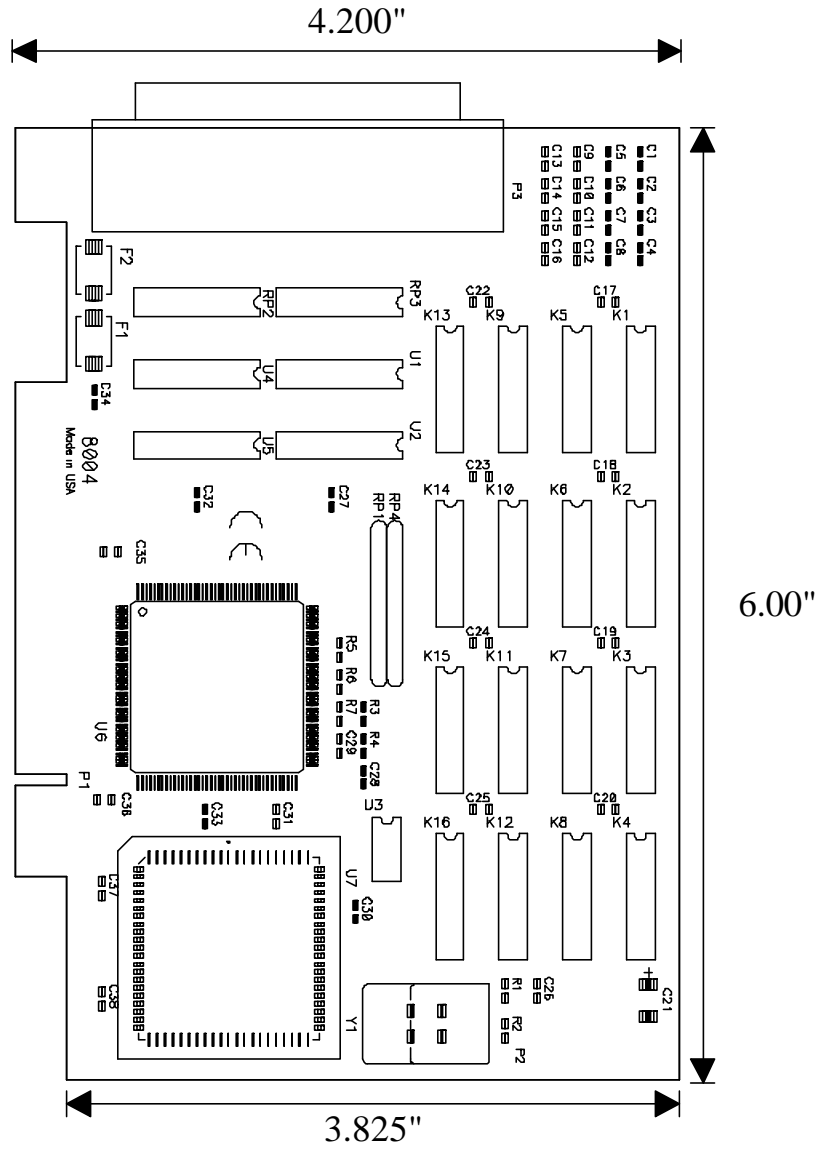 4.200"
P3
C13 C9 C5 C1
C14 C10 C6 C2
C15 C11 C7 C3
C16 C12 C8 C4
F2
RP2 RP3
C22 C17
K13 K9 K5 K1
F1
U4 U1
C34
U5 U2
8004
Made in USA
C23 C18
K14 K10 K6 K2
C32 C27
RP1 RP4
C35
6.00"
C24 C19
R5
R6
K15 K11 K7 K3
R7 R3
U6
C29 R4
C28
P1
C36 C33 C31
U3
C25 C20
K16 K12 K8 K4
C37
U7
C30
C38
Y1
R1 C26
R2
P2
+
C21
3.825"